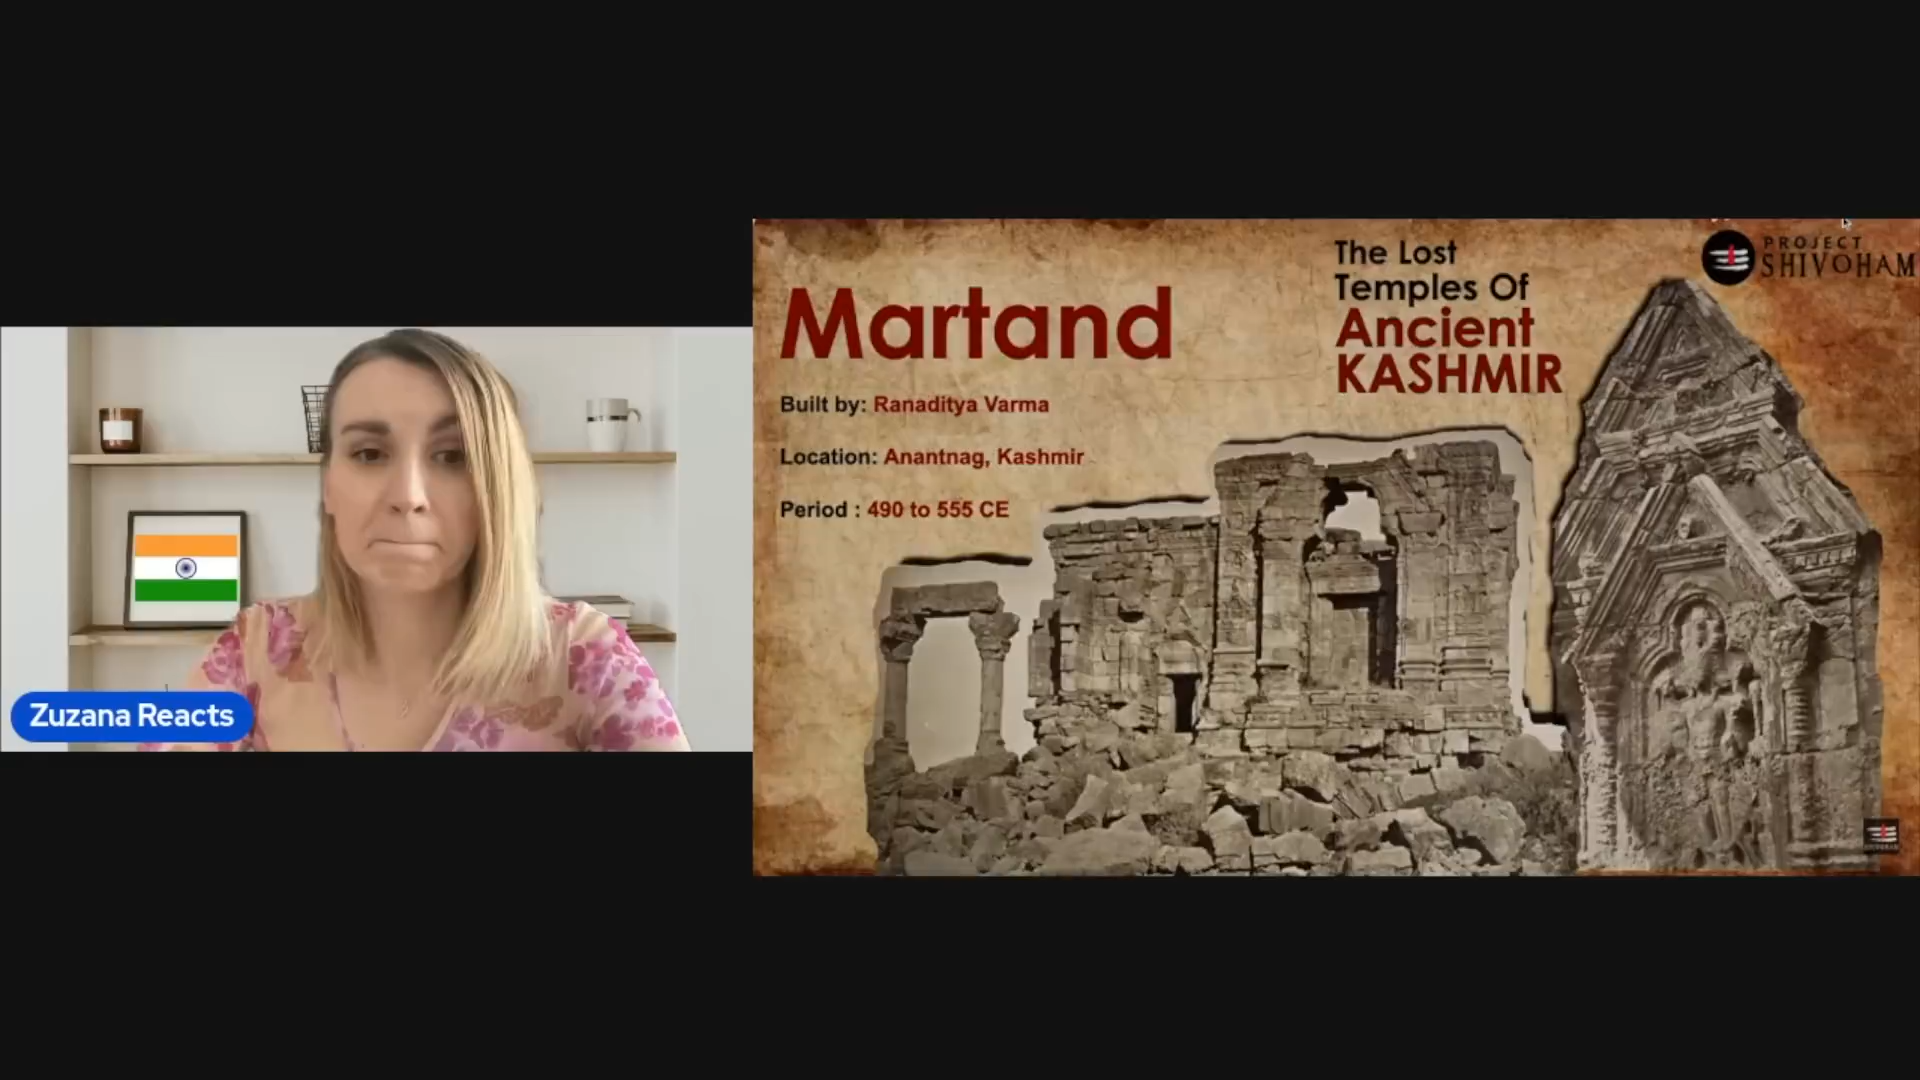 Zuzana Reacts
Martand
Built by: Ranaditya Varma
Location: Anantnag, Kashmir
Period : 490 to 555 CE
The Lost
Temples Of
Ancient
KASHMIR
PROJECT
SHIVOHAM